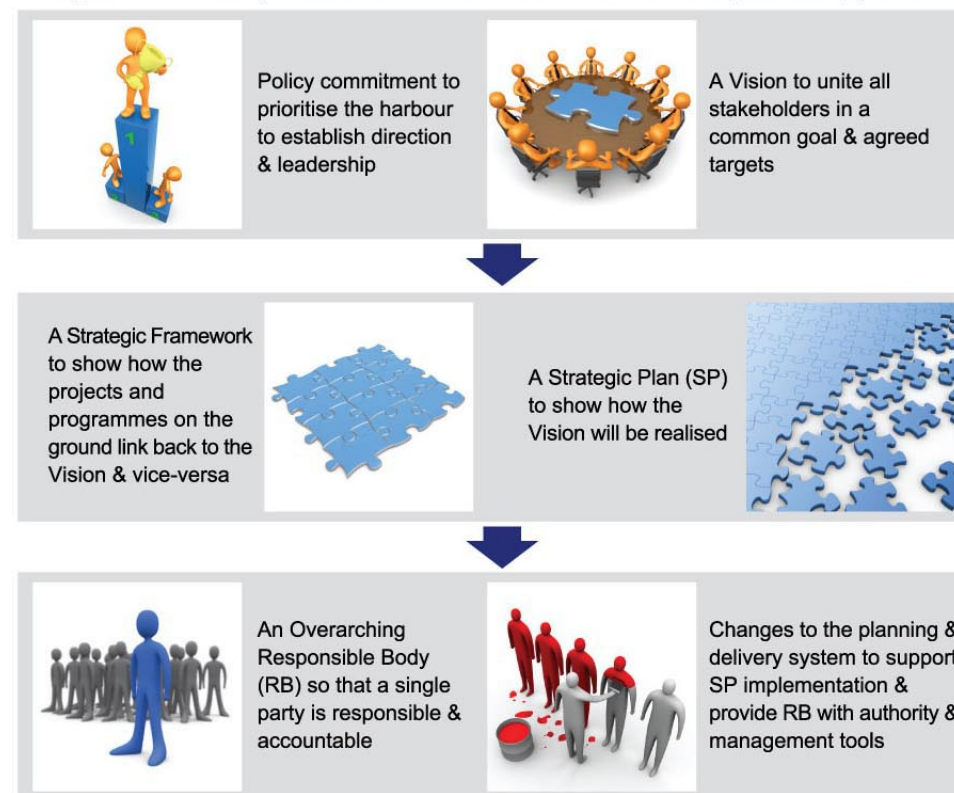 Policy commitment to
prioritise the harbour
to establish direction
& leadership
A Vision to unite all
stakeholders in a
common goal & agreed
targets
A Strategic Framework
to show how the
projects and
programmes on the
ground link back to the
Vision & vice-versa
A Strategic Plan (SP)
to show how the
Vision will be realised
An Overarching
Responsible Body
(RB) so that a single
party is responsible &
accountable
Changes to the planning &
delivery system to support
SP implementation &
provide RB with authority &
management tools
1